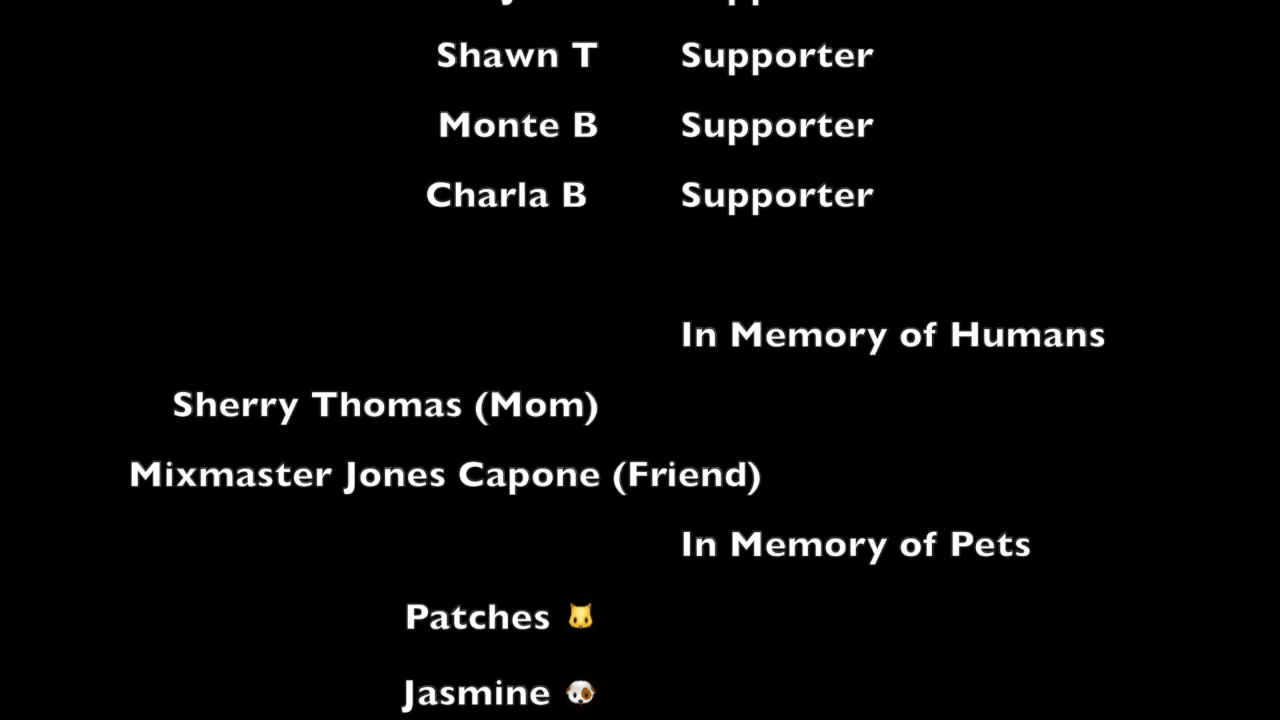 Shawn T Supporter
Monte B Supporter
Charla B Supporter
In Memory of Humans
Sherry Thomas (Mom)
Mixmaster Jones Capone (Friend)
In Memory of Pets
Patches 🐱
Jasmine 🐶